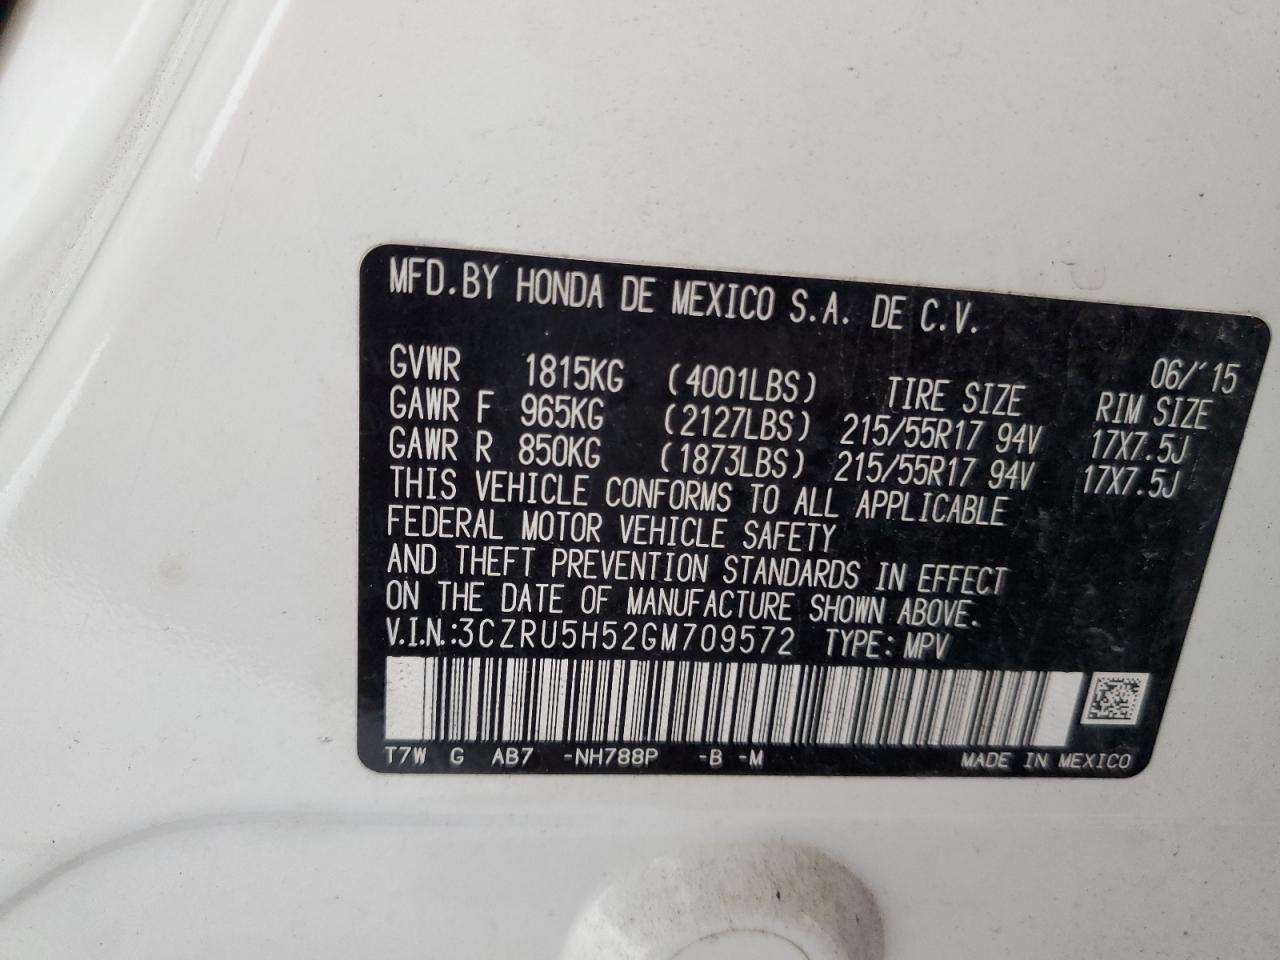 MFD.BY HONDA DE MEXICO S.A. DE C.V.
06/'15
GVWR 1815KG (4001LBS) TIRE SIZE RIM SIZE
GAWR F 965KG (2127LBS) 215/55R17 94V 17X7.5J
GAWR R 850KG (1873LBS) 215/55R17 94V 17X7.5J
THIS VEHICLE CONFORMS TO ALL APPLICABLE
FEDERAL MOTOR VEHICLE SAFETY
AND THEFT PREVENTION STANDARDS IN EFFECT
ON THE DATE OF MANUFACTURE SHOWN ABOVE.
V.I.N.:3CZRU5H52GM709572 TYPE: MPV
T7W G AB7 -NH788P -B -M MADE IN MEXICO